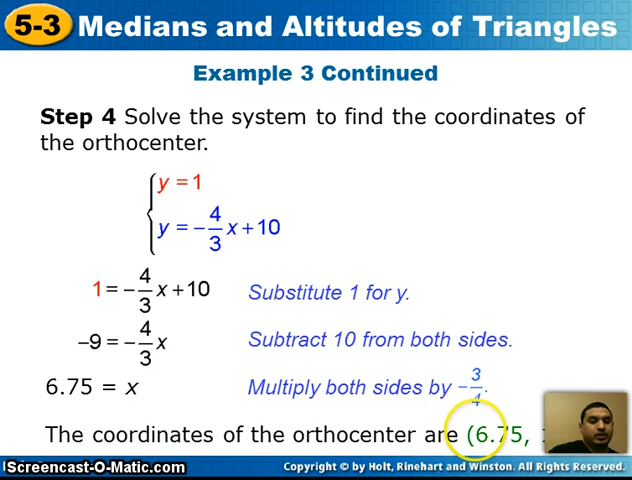 5-3 Medians and Altitudes of Triangles
Example 3 Continued
Step 4 Solve the system to find the coordinates of
the orthocenter.
y = 1
y = -4/3 x + 10
1 = -4/3 x + 10 Substitute 1 for y.
-9 = -4/3 x Subtract 10 from both sides.
6.75 = x Multiply both sides by -3/4.
The coordinates of the orthocenter are (6.75,
Screencast-O-Matic.com Copyright © by Holt, Rinehart and Winston. All Rights Reserved.